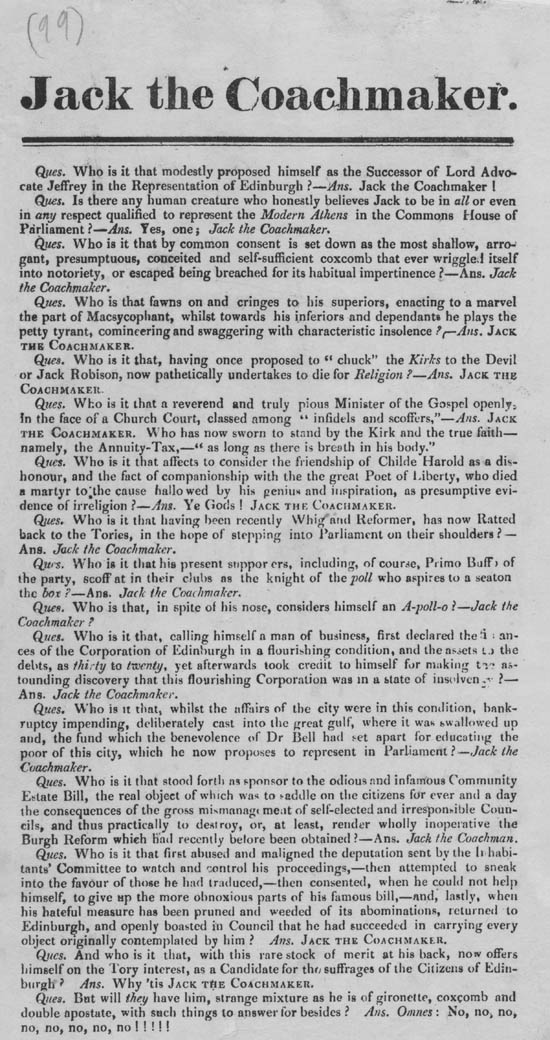 (99)
Jack the Coachmaker.
Ques. Who is it that modestly proposed himself as the Successor of Lord Advo-
cate Jeffrey in the Representation of Edinburgh ?—Ans. Jack the Coachmaker !
Ques. Is there any human creature who honestly believes Jack to be in all or even
in any respect qualified to represent the Modern Athens in the Commons House of
Parliament ?—Ans. Yes, one; Jack the Coachmaker.
Ques. Who is it that by common consent is set down as the most shallow, arro-
gant, presumptuous, conceited and self-sufficient coxcomb that ever wriggled itself
into notoriety, or escaped being breached for its habitual impertinence ?—Ans. Jack
the Coachmaker.
Ques. Who is that fawns on and cringes to his superiors, enacting to a marvel
the part of Macsycophant, whilst towards his inferiors and dependants he plays the
petty tyrant, comineering and swaggering with characteristic insolence ?—Ans. JACK
THE COACHMAKER.
Ques. Who is it that, having once proposed to “ chuck” the Kirks to the Devil
or Jack Robison, now pathetically undertakes to die for Religion ?—Ans. JACK THE
COACHMAKER.
Ques. Who is it that a reverend and truly pious Minister of the Gospel openly,
in the face of a Church Court, classed among “ infidels and scoffers,”—Ans. JACK
THE COACHMAKER. Who has now sworn to stand by the Kirk and the true faith—
namely, the Annuity-Tax,—“ as long as there is breath in his body.”
Ques. Who is it that affects to consider the friendship of Childe Harold as a dis-
honour, and the fact of companionship with the the great Poet of Liberty, who died
a martyr to the cause hallowed by his genius and inspiration, as presumptive evi-
dence of irreligion ?—Ans. Ye Gods ! JACK THE COACHMAKER.
Ques. Who is it that having been recently Whig and Reformer, has now Ratted
back to the Tories, in the hope of stepping into Parliament on their shoulders ?—
Ans. Jack the Coachmaker.
Ques. Who is it that his present supporers, including, of course, Primo Buffo of
the party, scoff at in their clubs as the knight of the poll who aspires to a seaton
the box ?—Ans. Jack the Coachmaker.
Ques. Who is that, in spite of his nose, considers himself an A-poll-o ?—Jack the
Coachmaker ?
Ques. Who is it that, calling himself a man of business, first declared the
ces of the Corporation of Edinburgh in a flourishing condition, and the assets to the
debts, as thirty to twenty, yet afterwards took credit to himself for making the as-
tounding discovery that this flourishing Corporation was in a state of insolvency ?—
Ans. Jack the Coachmaker.
Ques. Who is it that, whilst the affairs of the city were in this condition, bank-
ruptcy impending, deliberately cast into the great gulf, where it was swallowed up
and, the fund which the benevolence of Dr Bell had set apart for educating the
poor of this city, which he now proposes to represent in Parliament ?—Jack the
Coachmaker.
Ques. Who is it that stood forth as sponsor to the odious and infamous Community
Estate Bill, the real object of which was to saddle on the citizens for ever and a day
the consequences of the gross mismanagement of self-elected and irresponsible Coun-
cils, and thus practically to destroy, or, at least, render wholly inoperative the
Burgh Reform which had recently before been obtained ?—Ans. Jack the Coachman.
Ques. Who is it that first abused and maligned the deputation sent by the Inhabi-
tants’ Committee to watch and control his proceedings,—then attempted to sneak
into the favour of those he had traduced,—then consented, when he could not help
himself, to give up the more obnoxious parts of his famous bill,—and, lastly, when
his hateful measure has been pruned and weeded of its abominations, returned to
Edinburgh, and openly boasted in Council that he had succeeded in carrying every
object originally contemplated by him ? Ans. JACK THE COACHMAKER.
Ques. And who is it that, with this rare stock of merit at his back, now offers
himself on the Tory interest, as a Candidate for the suffrages of the Citizens of Edin-
burgh ? Ans. Why 'tis JACK THE COACHMAKER.
Ques. But will they have him, strange mixture as he is of gironette, coxcomb and
double apostate, with such things to answer for besides ? Ans. Omnes: No, no, no,
no, no, no, no, no ! ! ! ! !